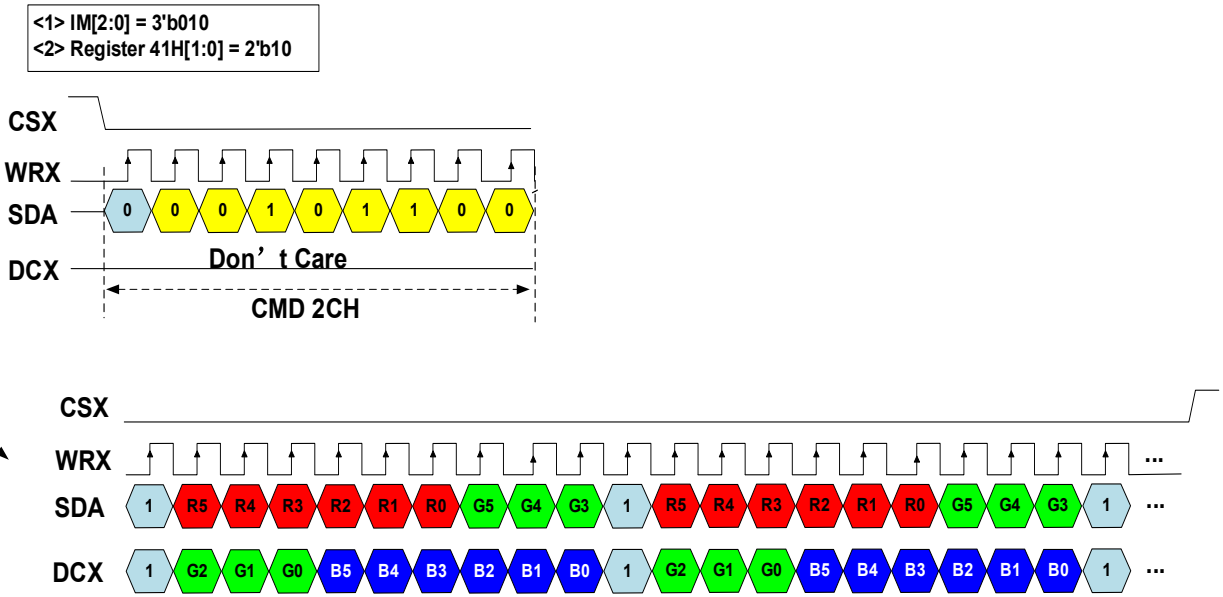 <1> IM[2:0] = 3'b010
<2> Register 41H[1:0] = 2'b10
CSX
WRX
SDA 0 0 0 1 0 1 1 0 0
Don’t Care
DCX
CMD 2CH
CSX
WRX ...
SDA 1 R5 R4 R3 R2 R1 R0 G5 G4 G3 1 R5 R4 R3 R2 R1 R0 G5 G4 G3 1 ...
DCX 1 G2 G1 G0 B5 B4 B3 B2 B1 B0 1 G2 G1 G0 B5 B4 B3 B2 B1 B0 1 ...